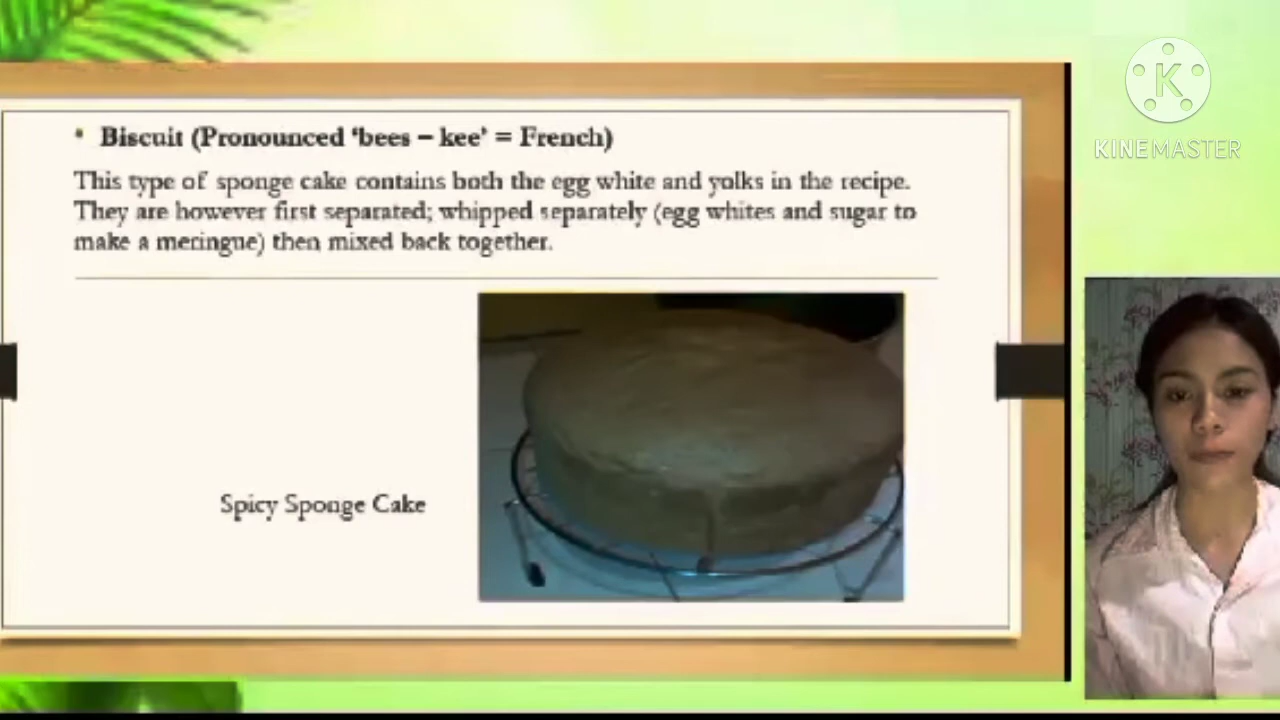 Biscuit (Pronounced ‘bees – kee’ = French)
This type of sponge cake contains both the egg white and yolks in the recipe.
They are however first separated; whipped separately (egg whites and sugar to
make a meringue) then mixed back together.
Spicy Sponge Cake
K
KINEMASTER